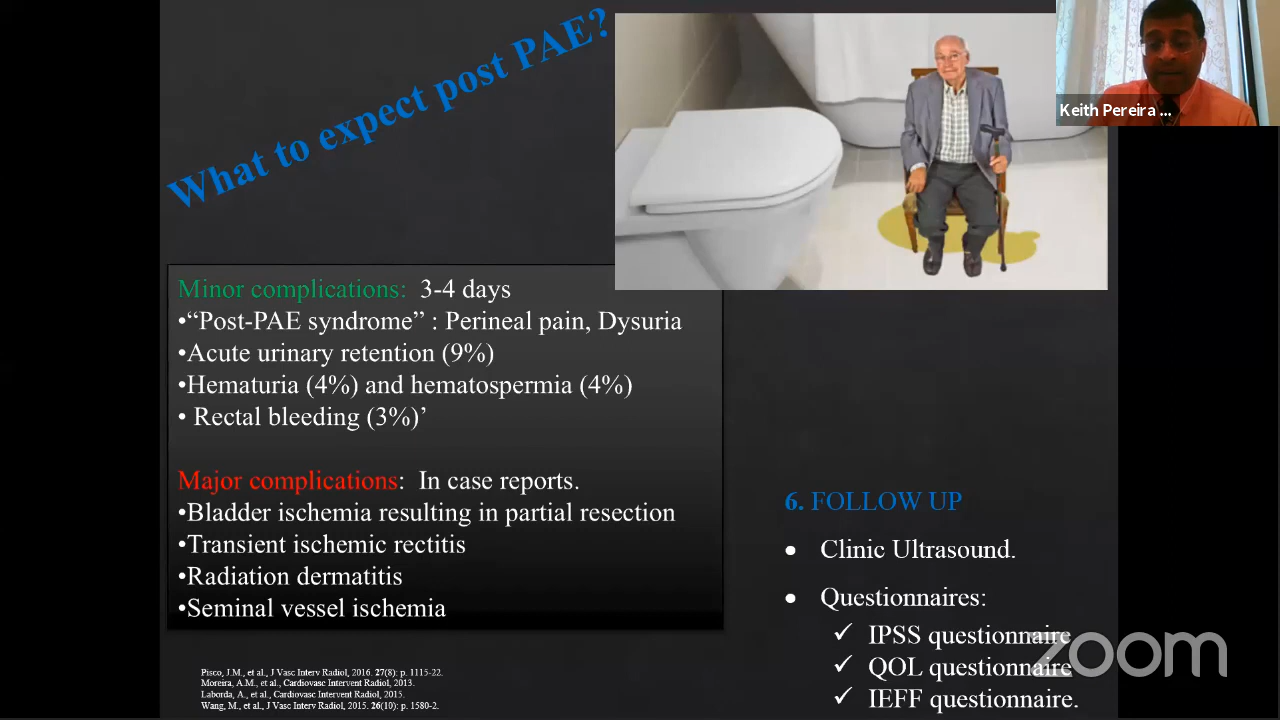 What to expect post PAE?
Keith Pereira ...
Minor complications:  3-4 days
•“Post-PAE syndrome” : Perineal pain, Dysuria
•Acute urinary retention (9%)
•Hematuria (4%) and hematospermia (4%)
• Rectal bleeding (3%)’
Major complications:  In case reports.
•Bladder ischemia resulting in partial resection
•Transient ischemic rectitis
•Radiation dermatitis
•Seminal vessel ischemia
6. FOLLOW UP
• Clinic Ultrasound.
• Questionnaires:
✓ IPSS questionnaire
✓ QOL questionnaire
✓ IEFF questionnaire.
zoom
Pisco, J.M., et al., J Vasc Interv Radiol, 2016. 27(8): p. 1115-22.
Moreira, A.M., et al., Cardiovasc Intervent Radiol, 2013.
Laborda, A., et al., Cardiovasc Intervent Radiol, 2015.
Wang, M., et al., J Vasc Interv Radiol, 2015. 26(10): p. 1580-2.